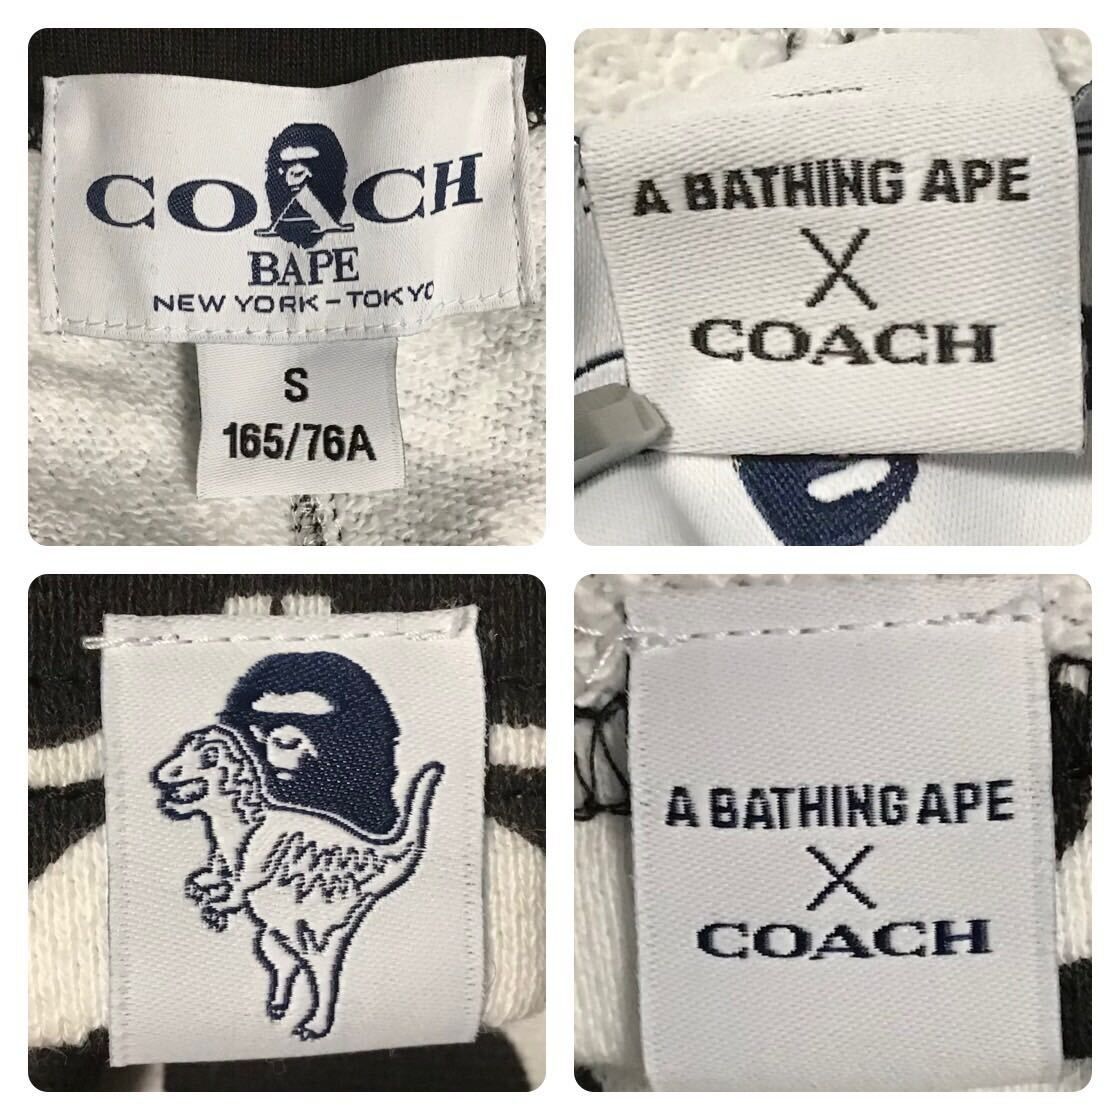 COACH
BAPE
NEW YORK-TOKYO
S
165/76A
A BATHING APE
X
COACH
A BATHING APE
X
COACH